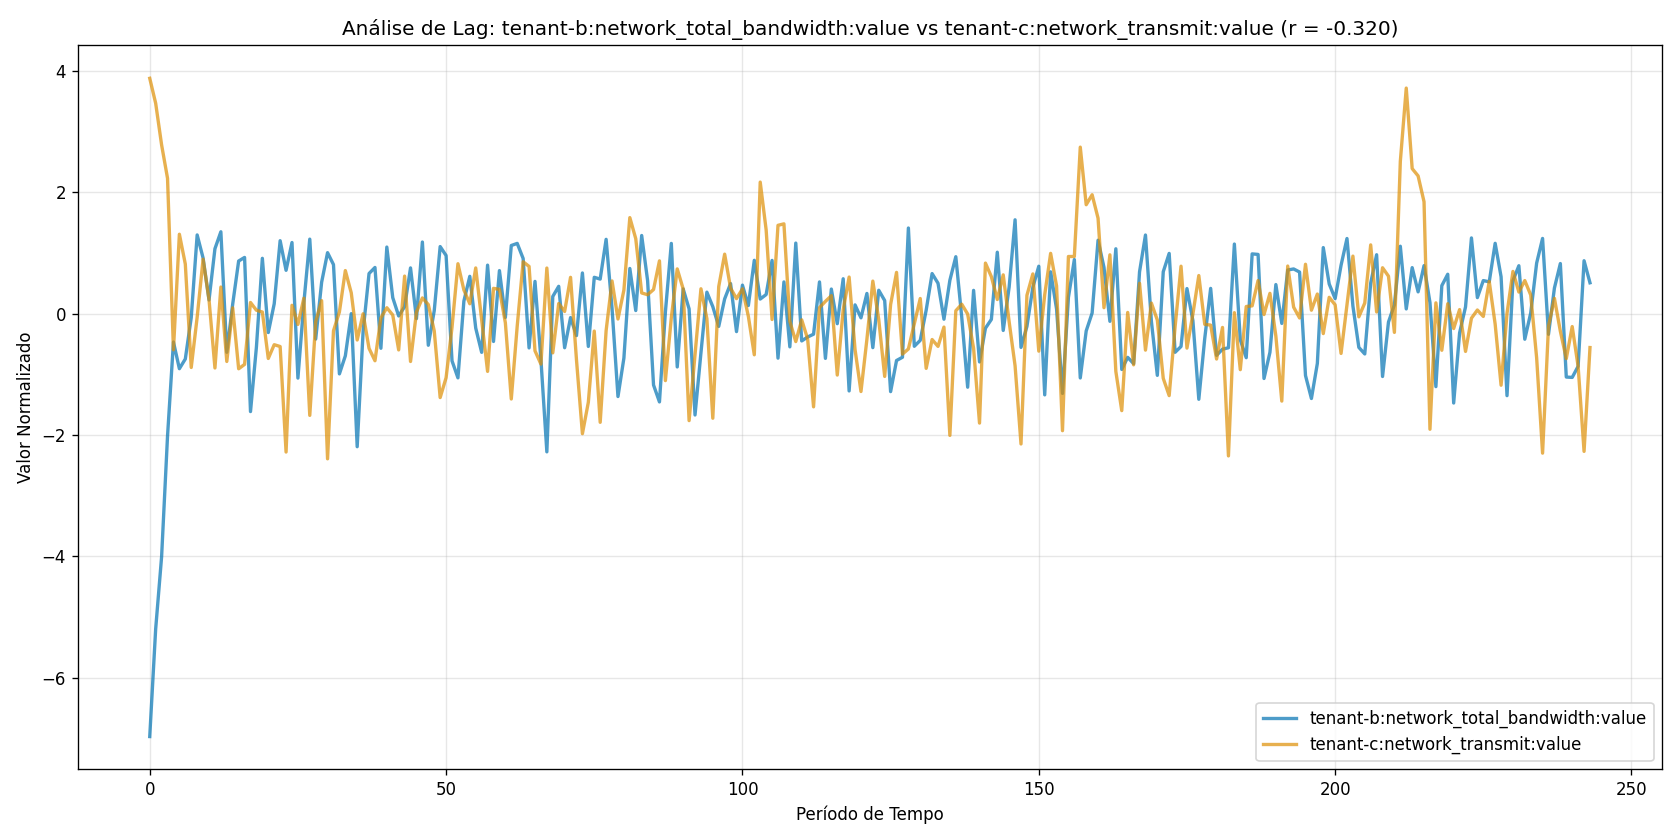 Análise de Lag: tenant-b:network_total_bandwidth:value vs tenant-c:network_transmit:value (r = -0.320)
Valor Normalizado
4
2
0
−2
−4
−6
0
50
100
150
200
250
Período de Tempo
tenant-b:network_total_bandwidth:value
tenant-c:network_transmit:value